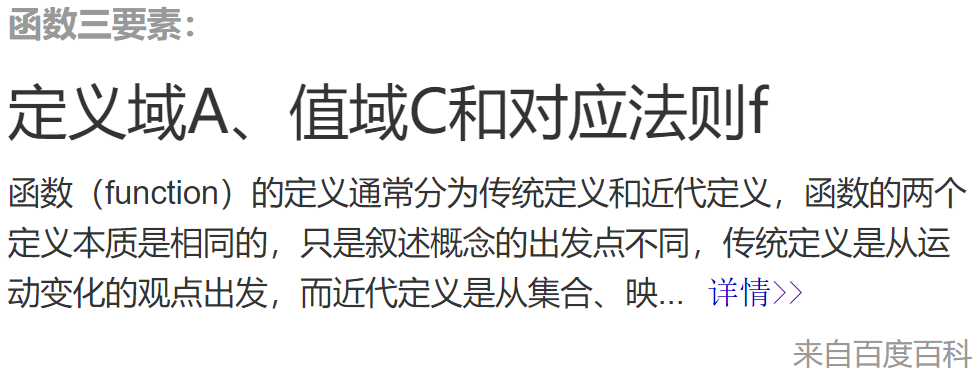 函数三要素：
定义域A、值域C和对应法则f
函数（function）的定义通常分为传统定义和近代定义，函数的两个
定义本质是相同的，只是叙述概念的出发点不同，传统定义是从运
动变化的观点出发，而近代定义是从集合、映... 详情>>
来自百度百科